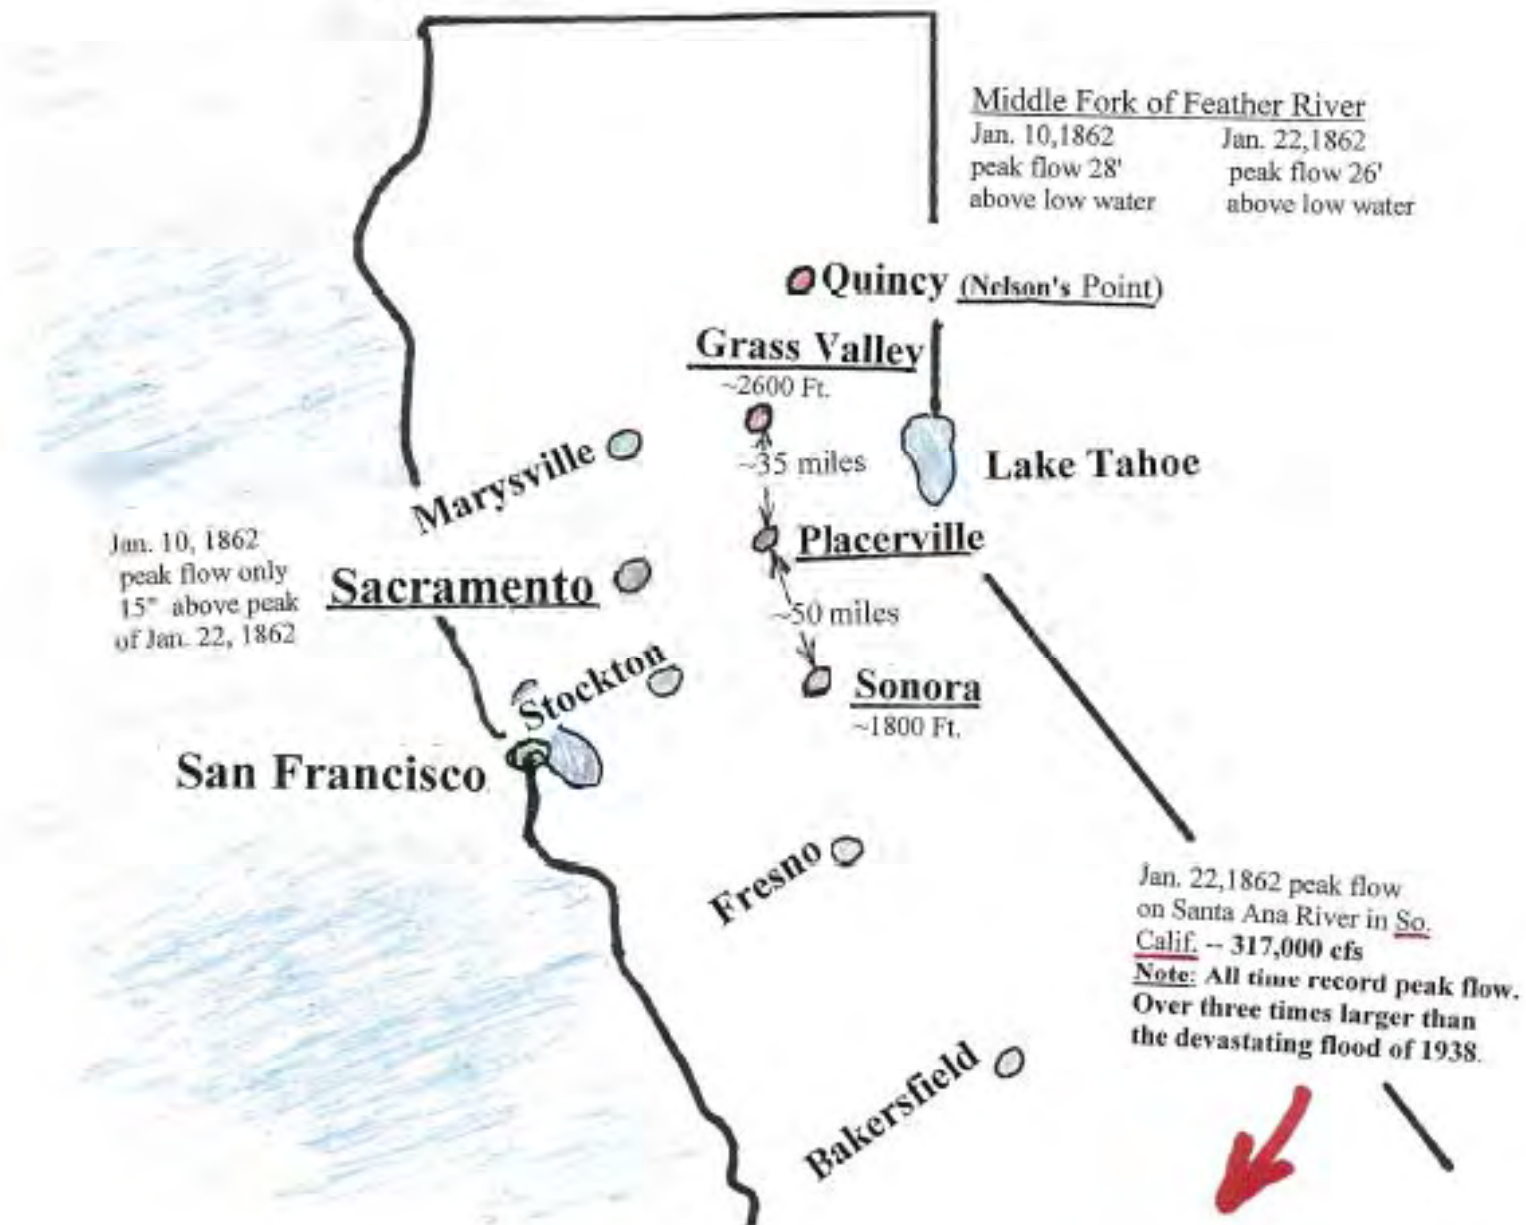 Middle Fork of Feather River
Jan. 10,1862
peak flow 28'
above low water
Jan. 22,1862
peak flow 26'
above low water
Quincy (Nelson's Point)
Grass Valley
~2600 Ft.
~35 miles
Lake Tahoe
Marysville
Placerville
Jan. 10, 1862
peak flow only
15" above peak
of Jan. 22, 1862
Sacramento
~50 miles
Stockton
Sonora
~1800 Ft.
San Francisco
Fresno
Jan. 22,1862 peak flow
on Santa Ana River in So.
Calif. -- 317,000 cfs
Note: All time record peak flow.
Over three times larger than
the devastating flood of 1938.
Bakersfield